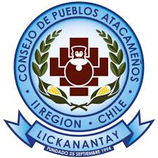 CONSEJO DE PUEBLOS ATACAMEÑOS
II REGION - CHILE
LICKANANTAY
FUNDADO 25 SEPTIEMBRE 1994